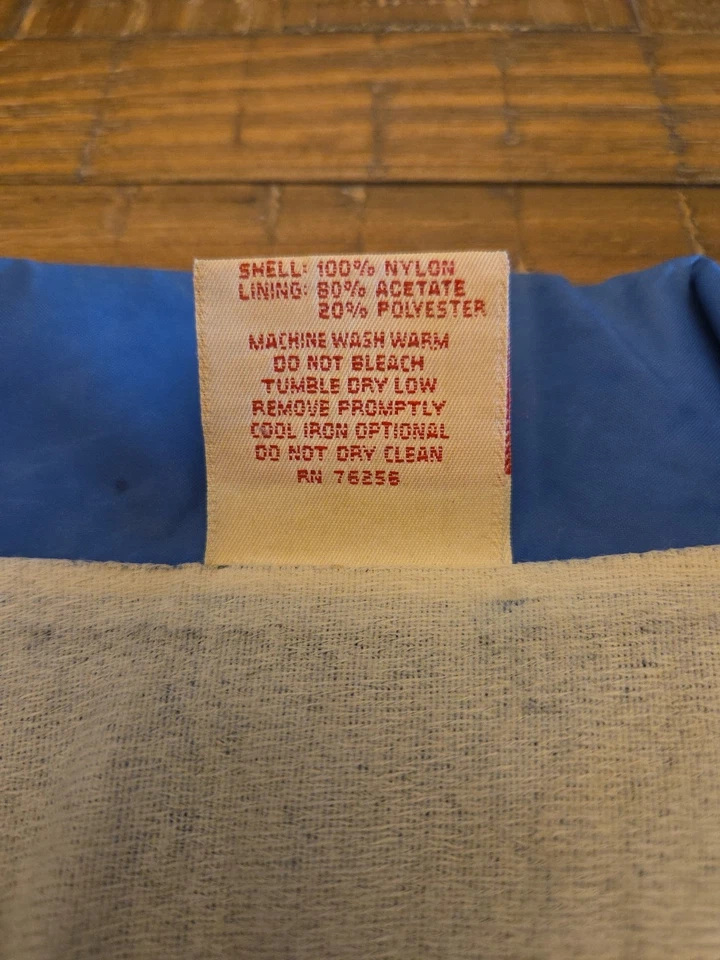 SHELL: 100% NYLON
LINING: 80% ACETATE
20% POLYESTER
MACHINE WASH WARM
DO NOT BLEACH
TUMBLE DRY LOW
REMOVE PROMPTLY
COOL IRON OPTIONAL
DO NOT DRY CLEAN
RN 76256